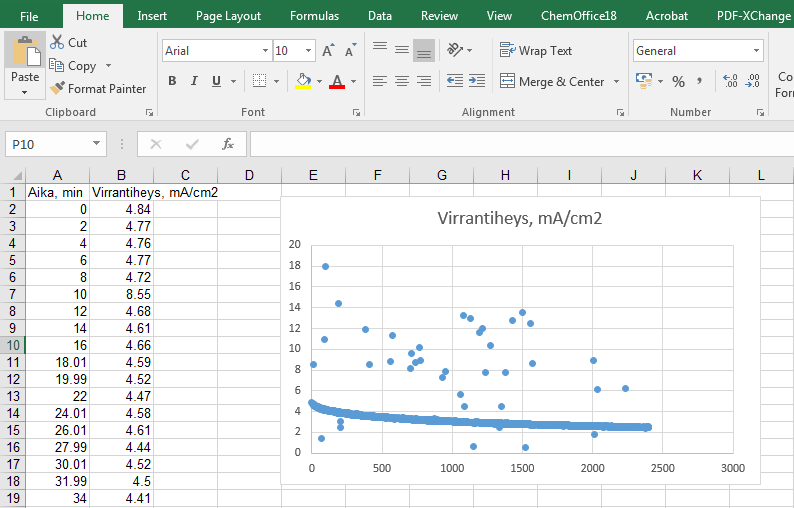 File Home Insert Page Layout Formulas Data Review View ChemOffice18 Acrobat PDF-XChange
Paste
Cut
Copy
Format Painter
Clipboard
Arial 10 A A
B I U A
Font
Wrap Text
Merge & Center
Alignment
General
% , .00 .0
Number
Co
For
P10 fx
A B C D E F G H I J K L
1 Aika, min Virrantiheys, mA/cm2
2 0 4.84
3 2 4.77
4 4 4.76
5 6 4.77
6 8 4.72
7 10 8.55
8 12 4.68
9 14 4.61
10 16 4.66
11 18.01 4.59
12 19.99 4.52
13 22 4.47
14 24.01 4.58
15 26.01 4.61
16 27.99 4.44
17 30.01 4.52
18 31.99 4.5
19 34 4.41
Virrantiheys, mA/cm2
20
18
16
14
12
10
8
6
4
2
0
0 500 1000 1500 2000 2500 3000